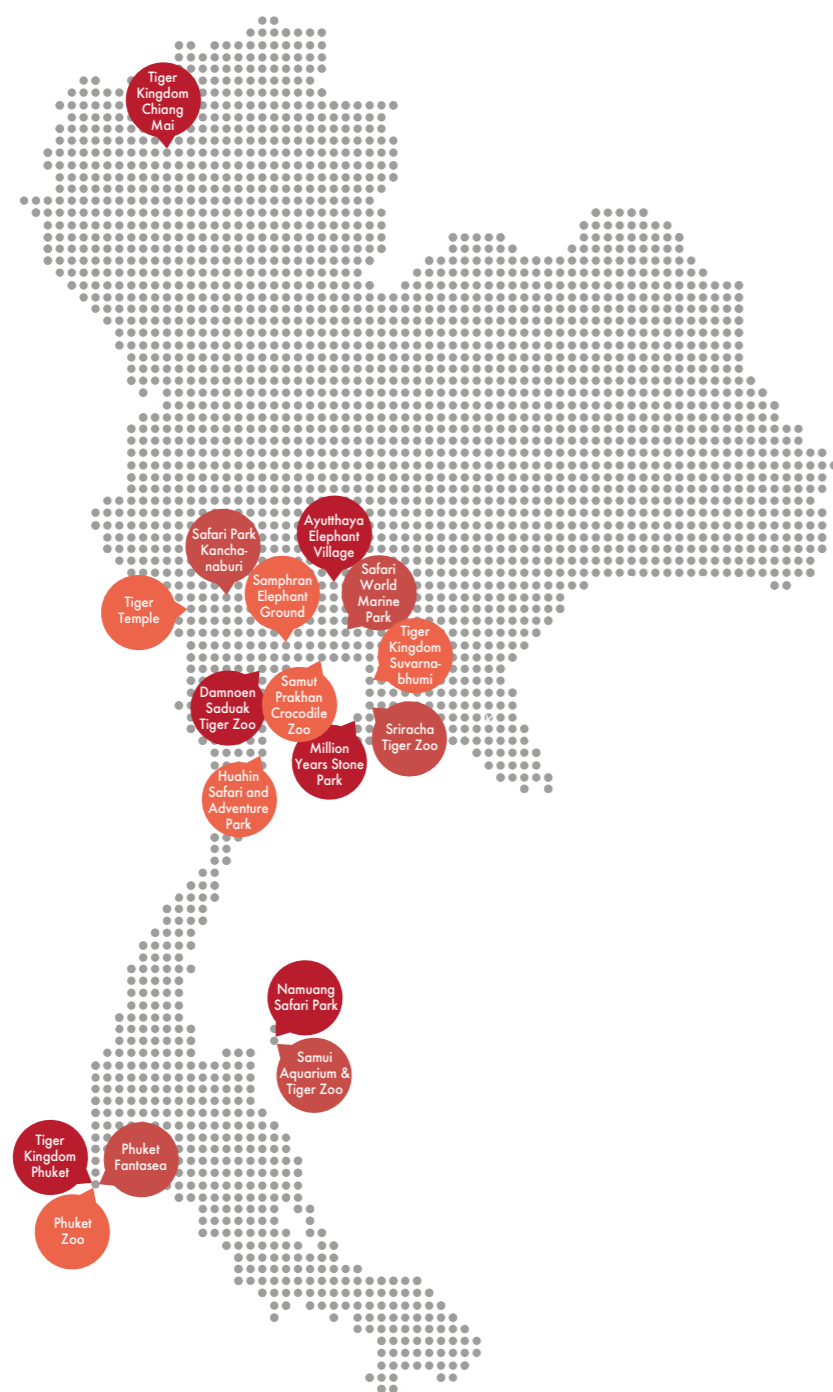 Tiger
Kingdom
Chiang
Mai
Ayutthaya
Elephant
Village
Safari Park
Kancha-
naburi
Safari
World
Marine
Park
Samphran
Elephant
Ground
Tiger
Temple
Tiger
Kingdom
Suvarna-
bhumi
Damnoen
Saduak
Tiger Zoo
Samut
Prakhan
Crocodile
Zoo
Sriracha
Tiger Zoo
Million
Years Stone
Park
Huahin
Safari and
Adventure
Park
Namuang
Safari Park
Samui
Aquarium &
Tiger Zoo
Tiger
Kingdom
Phuket
Phuket
Fantasea
Phuket
Zoo